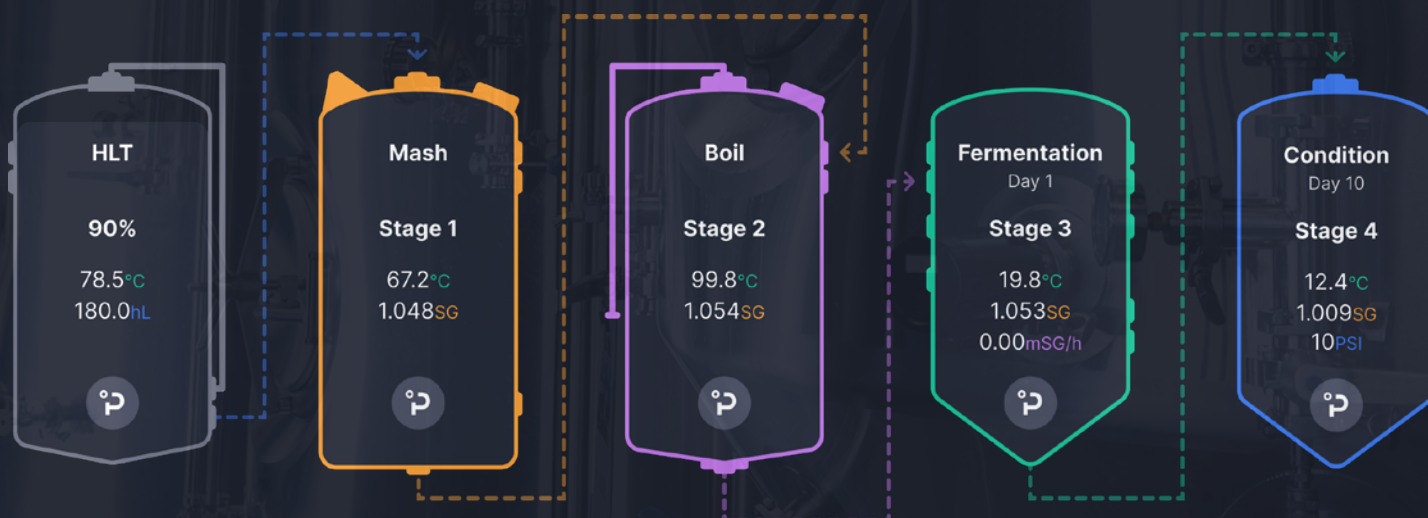 HLT
90%
78.5°C
180.0hL
Mash
Stage 1
67.2°C
1.048SG
Boil
Stage 2
99.8°C
1.054SG
Fermentation
Day 1
Stage 3
19.8°C
1.053SG
0.00mSG/h
Condition
Day 10
Stage 4
12.4°C
1.009SG
10PSI
°P
°P
°P
°P
°P